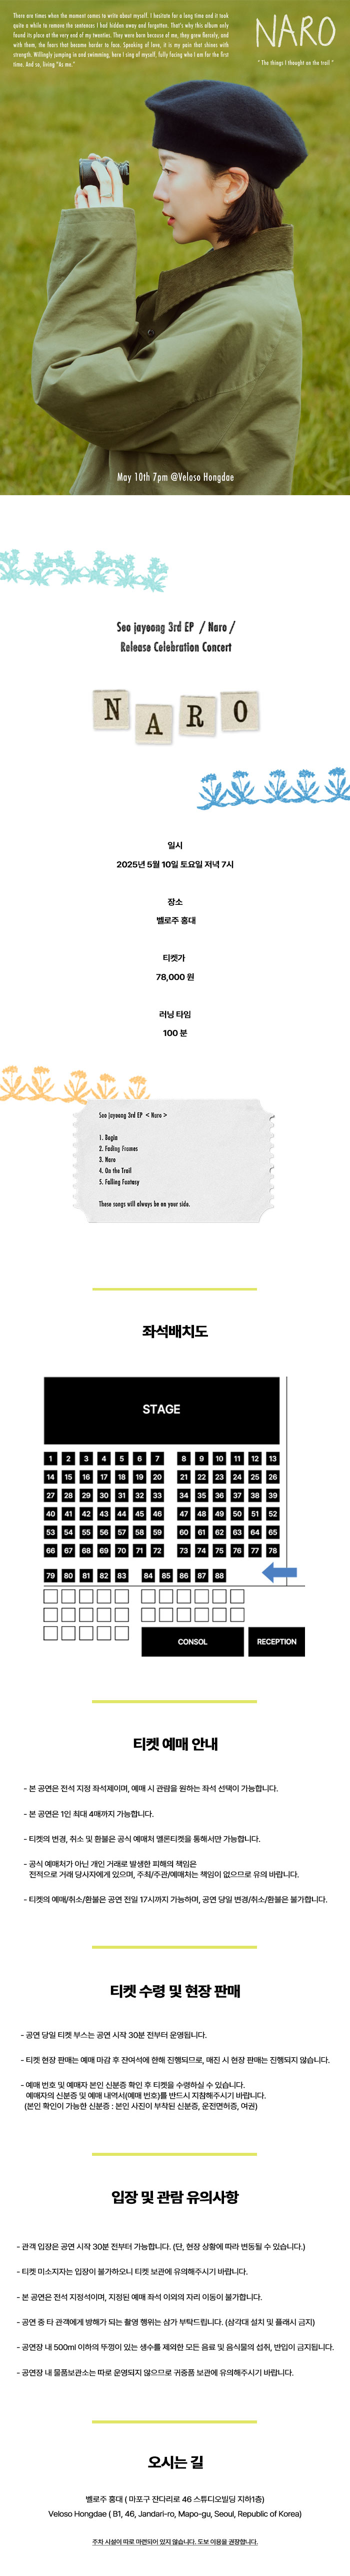 There are times when the moment comes to write about myself. I hesitate for a long time and it took
quite a while to remove the sentences I had hidden away and forgotten. That's why this album only
found its place at the very end of my twenties. They were born because of me, they grow fiercely, and
with them, the fears that become harder to face. Speaking of love, it is my pain that shines with
strength. Willingly jumping in and swimming, here I sing of myself, fully facing who I am for the first
time. And so, living "As me."
NARO
" The things I thought on the trail "
May 10th 7pm @Veloso Hongdae
Seo jayeong 3rd EP / Naro /
Release Celebration Concert
N A R O
일시
2025년 5월 10일 토요일 저녁 7시
장소
벨로주 홍대
티켓가
78,000 원
러닝 타임
100 분
Seo jayeong 3rd EP < Naro >
1. Bogia
2. Fading Frames
3. Naro
4. On the Trail
5. Falling Fantasy
These songs will always be on your side.
좌석배치도
STAGE
1 2 3 4 5 6 7 8 9 10 11 12 13
14 15 16 17 18 19 20 21 22 23 24 25 26
27 28 29 30 31 32 33 34 35 36 37 38 39
40 41 42 43 44 45 46 47 48 49 50 51 52
53 54 55 56 57 58 59 60 61 62 63 64 65
66 67 68 69 70 71 72 73 74 75 76 77 78
79 80 81 82 83 84 85 86 87 88
CONSOL
RECEPTION
티켓 예매 안내
- 본 공연은 전석 지정 좌석제이며, 예매 시 관람을 원하는 좌석 선택이 가능합니다.
- 본 공연은 1인 최대 4매까지 가능합니다.
- 티켓의 변경, 취소 및 환불은 공식 예매처 멜론티켓을 통해서만 가능합니다.
- 공식 예매처가 아닌 개인 거래로 발생한 피해의 책임은
전적으로 거래 당사자에게 있으며, 주최/주관/예매처는 책임이 없으므로 유의 바랍니다.
- 티켓의 예매/취소/환불은 공연 전일 17시까지 가능하며, 공연 당일 변경/취소/환불은 불가합니다.
티켓 수령 및 현장 판매
- 공연 당일 티켓 부스는 공연 시작 30분 전부터 운영됩니다.
- 티켓 현장 판매는 예매 마감 후 잔여석에 한해 진행되므로, 매진 시 현장 판매는 진행되지 않습니다.
- 예매 번호 및 예매자 본인 신분증 확인 후 티켓을 수령하실 수 있습니다.
예매자의 신분증 및 예매 내역서(예매 번호)를 반드시 지참해주시기 바랍니다.
(본인 확인이 가능한 신분증 : 본인 사진이 부착된 신분증, 운전면허증, 여권)
입장 및 관람 유의사항
- 관객 입장은 공연 시작 30분 전부터 가능합니다. (단, 현장 상황에 따라 변동될 수 있습니다.)
- 티켓 미소지자는 입장이 불가하오니 티켓 보관에 유의해주시기 바랍니다.
- 본 공연은 전석 지정석이며, 지정된 예매 좌석 이외의 자리 이동이 불가합니다.
- 공연 중 타 관객에게 방해가 되는 촬영 행위는 삼가 부탁드립니다. (삼각대 설치 및 플래시 금지)
- 공연장 내 500ml 이하의 뚜껑이 있는 생수를 제외한 모든 음료 및 음식물의 섭취, 반입이 금지됩니다.
- 공연장 내 물품보관소는 따로 운영되지 않으므로 귀중품 보관에 유의해주시기 바랍니다.
오시는 길
벨로주 홍대 ( 마포구 잔다리로 46 스튜디오빌딩 지하1층)
Veloso Hongdae ( B1, 46, Jandari-ro, Mapo-gu, Seoul, Republic of Korea)
주차 시설이 따로 마련되어 있지 않습니다. 도보 이용을 권장합니다.